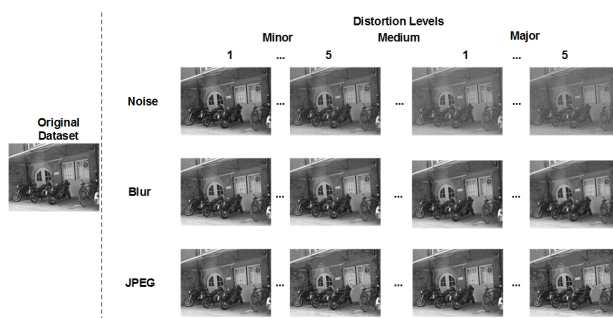 Distortion Levels
Minor Medium Major
1 ... 5 1 ... 5
Noise ... ... ...
Original
Dataset
Blur ... ... ...
JPEG ... ... ...